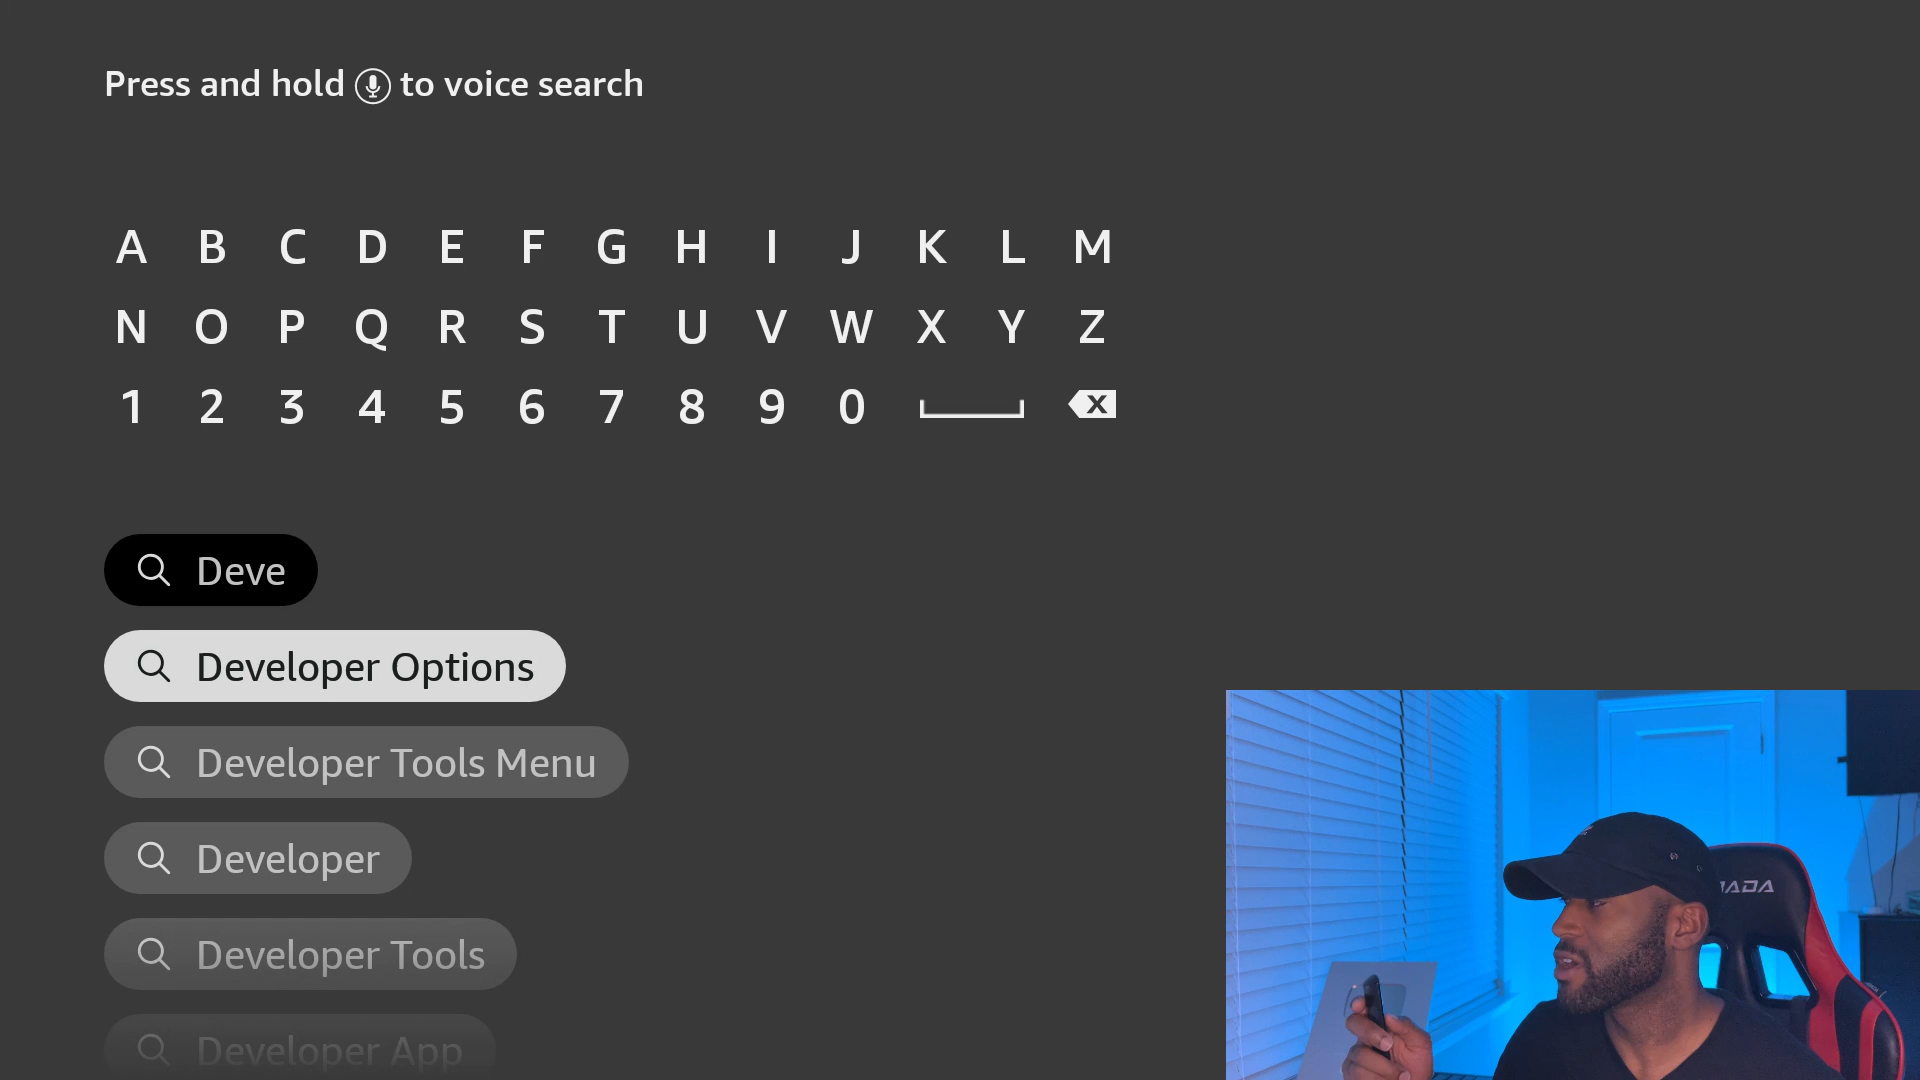 Press and hold to voice search
A B C D E F G H I J K L M
N O P Q R S T U V W X Y Z
1 2 3 4 5 6 7 8 9 0
Deve
Developer Options
Developer Tools Menu
Developer
Developer Tools
Developer App